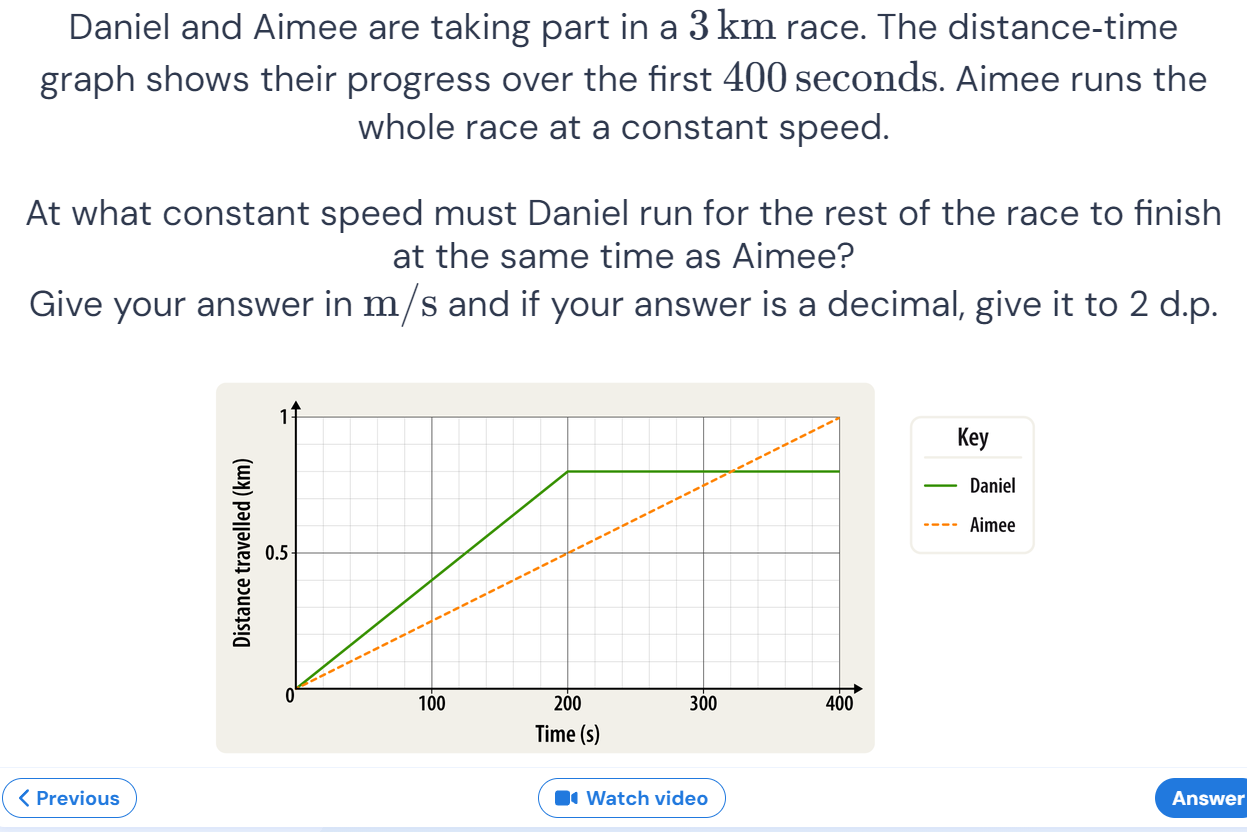 Daniel and Aimee are taking part in a 3 km race. The distance-time
graph shows their progress over the first 400 seconds. Aimee runs the
whole race at a constant speed.
At what constant speed must Daniel run for the rest of the race to finish
at the same time as Aimee?
Give your answer in m/s and if your answer is a decimal, give it to 2 d.p.
1
0.5
0
Distance travelled (km)
100
200
300
400
Time (s)
Key
Daniel
Aimee
Previous
Watch video
Answer